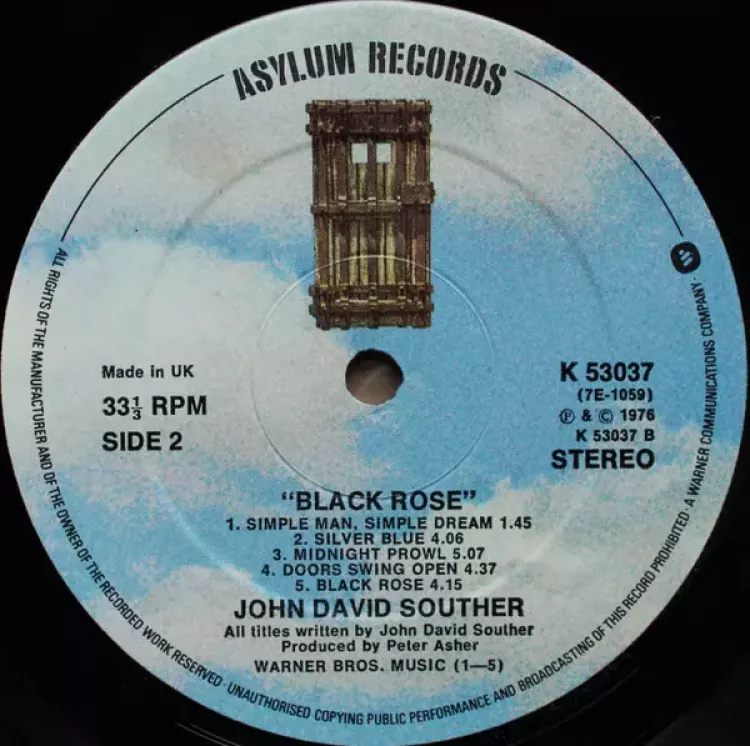 ASYLUM RECORDS
Made in UK
33⅓ RPM
SIDE 2
K 53037
(7E-1059)
Ⓟ & © 1976
K 53037 B
STEREO
"BLACK ROSE"
1. SIMPLE MAN, SIMPLE DREAM 1.45
2. SILVER BLUE 4.06
3. MIDNIGHT PROWL 5.07
4. DOORS SWING OPEN 4.37
5. BLACK ROSE 4.15
JOHN DAVID SOUTHER
All titles written by John David Souther
Produced by Peter Asher
WARNER BROS. MUSIC (1—5)
ALL RIGHTS OF THE MANUFACTURER AND OF THE OWNER OF THE RECORDED WORK RESERVED · UNAUTHORISED COPYING PUBLIC PERFORMANCE AND BROADCASTING OF THIS RECORD PROHIBITED · A WARNER COMMUNICATIONS COMPANY ·